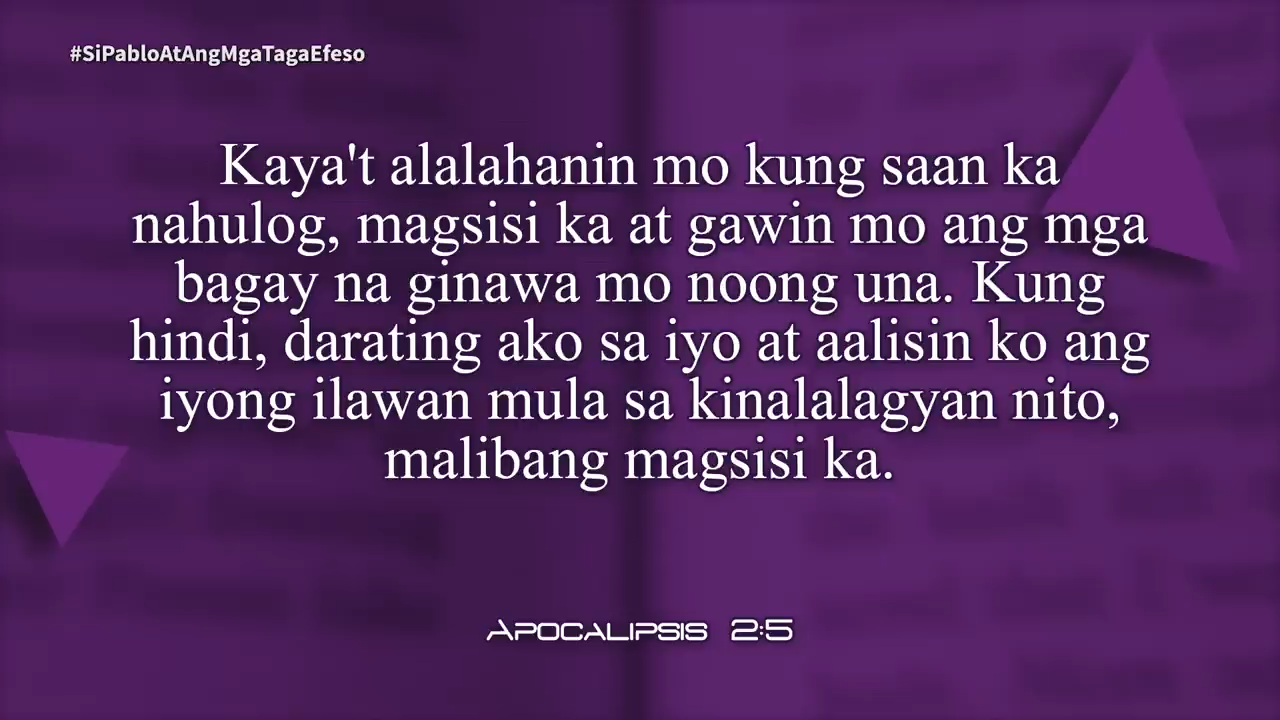 #SiPabloAtAngMgaTagaEfeso
Kaya't alalahanin mo kung saan ka
nahulog, magsisi ka at gawin mo ang mga
bagay na ginawa mo noong una. Kung
hindi, darating ako sa iyo at aalisin ko ang
iyong ilawan mula sa kinalalagyan nito,
malibang magsisi ka.
Apocalipsis 2:5